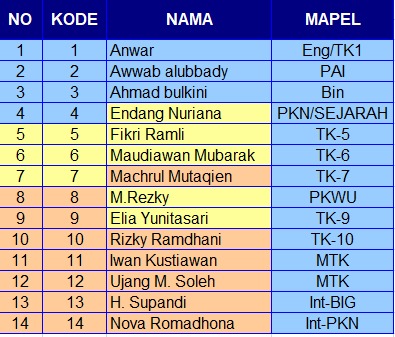 NO KODE NAMA MAPEL
1 1 Anwar Eng/TK1
2 2 Awwab alubbady PAI
3 3 Ahmad bulkini Bin
4 4 Endang Nuriana PKN/SEJARAH
5 5 Fikri Ramli TK-5
6 6 Maudiawan Mubarak TK-6
7 7 Machrul Mutaqien TK-7
8 8 M.Rezky PKWU
9 9 Elia Yunitasari TK-9
10 10 Rizky Ramdhani TK-10
11 11 Iwan Kustiawan MTK
12 12 Ujang M. Soleh MTK
13 13 H. Supandi Int-BIG
14 14 Nova Romadhona Int-PKN